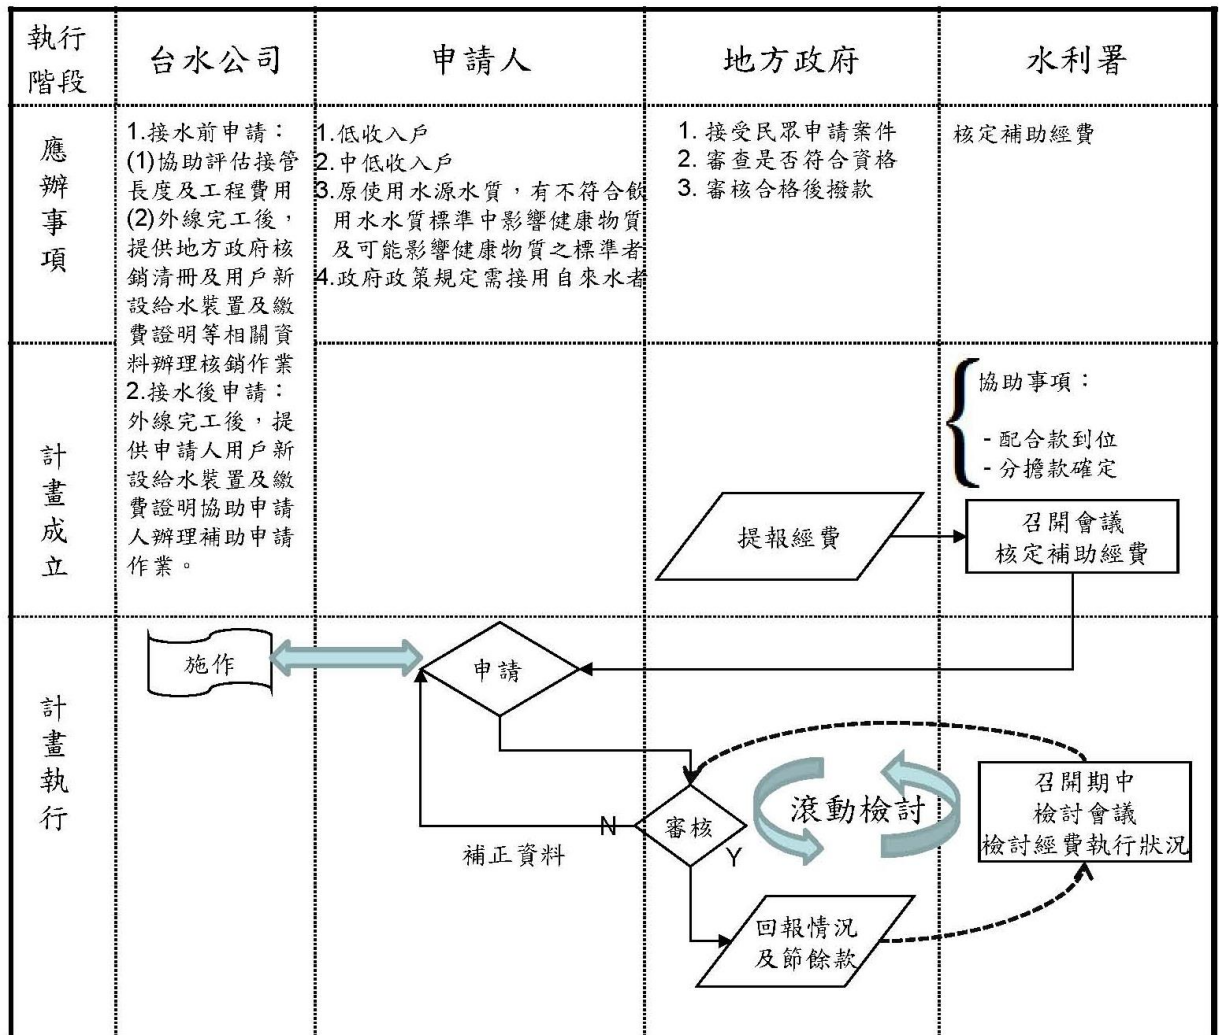 執行
階段
台水公司
申請人
地方政府
水利署
應
辦
事
項
1.接水前申請：
(1)協助評估接管
長度及工程費用
(2)外線完工後，
提供地方政府核
銷清冊及用戶新
設給水裝置及繳
費證明等相關資
料辦理核銷作業
2.接水後申請：
外線完工後，提
供申請人用戶新
設給水裝置及繳
費證明協助申請
人辦理補助申請
作業。
1.低收入戶
2.中低收入戶
3.原使用水源水質，有不符合飲
用水水質標準中影響健康物質
及可能影響健康物質之標準者
4.政府政策規定需接用自來水者
1. 接受民眾申請案件
2. 審查是否符合資格
3. 審核合格後撥款
核定補助經費
計
畫
成
立
協助事項：
- 配合款到位
- 分擔款確定
提報經費
召開會議
核定補助經費
計
畫
執
行
施作
申請
審核
N
Y
補正資料
滾動檢討
召開期中
檢討會議
檢討經費執行狀況
回報情況
及節餘款